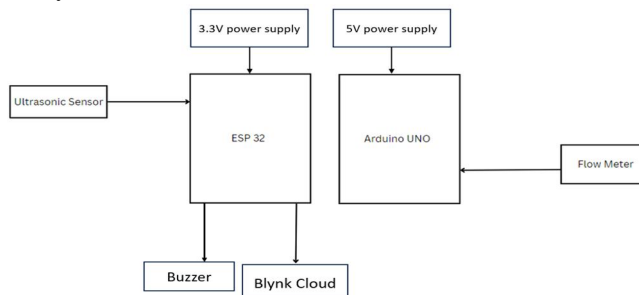 3.3V power supply
5V power supply
Ultrasonic Sensor
ESP 32
Arduino UNO
Flow Meter
Buzzer
Blynk Cloud